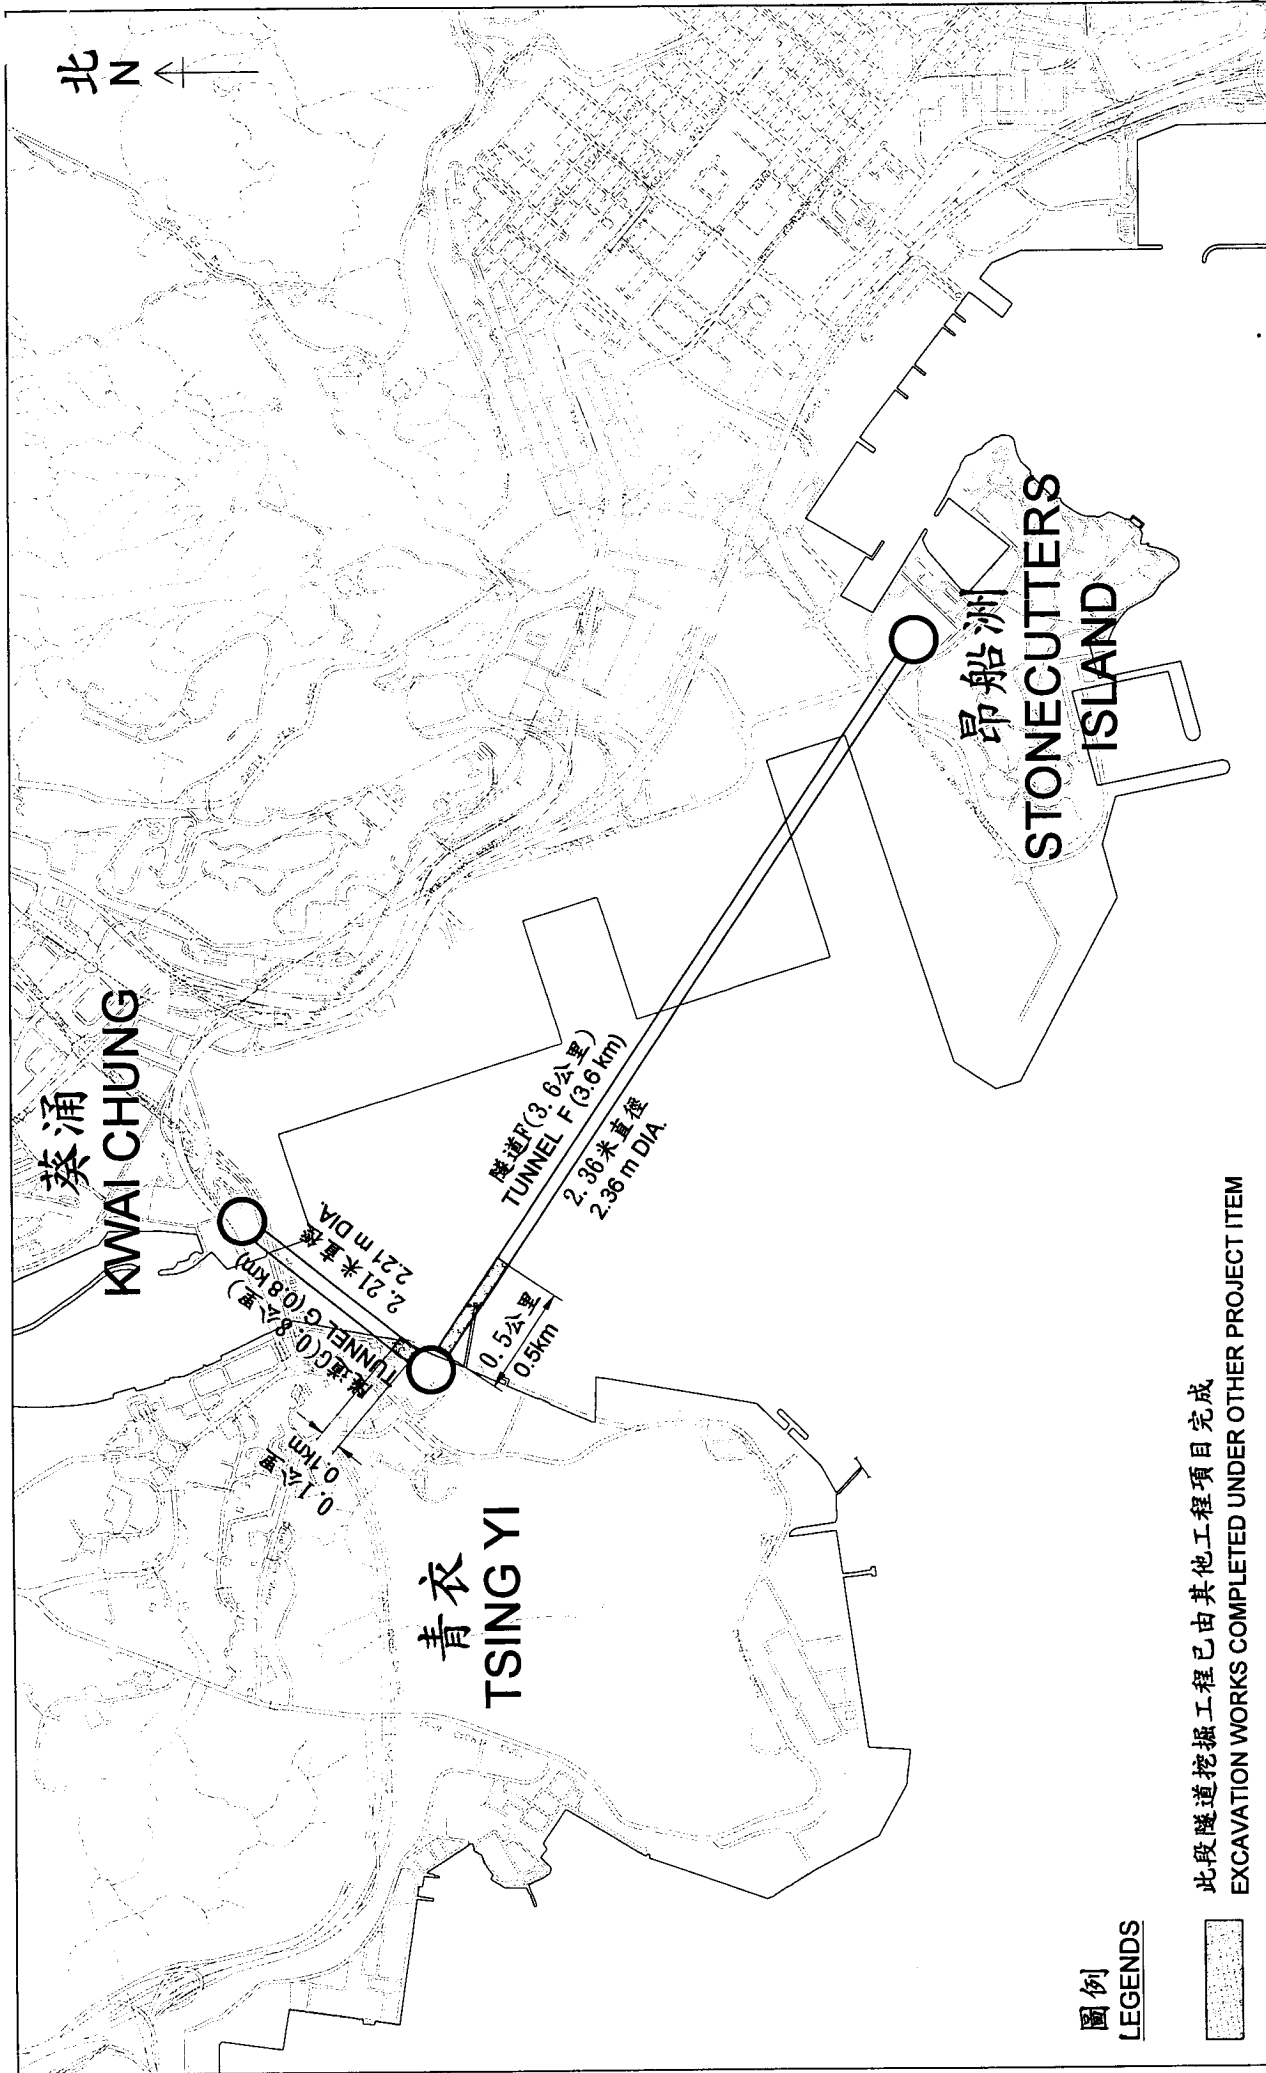 北
N
葵涌
KWAI CHUNG
隧道G(0.8公里)
TUNNEL G (0.8 km)
2.21米直徑
2.21 m DIA.
0.1公里
0.1km
隧道F(3.6公里)
TUNNEL F (3.6 km)
2.36米直徑
2.36 m DIA.
0.5公里
0.5km
青衣
TSING YI
昂船洲
STONECUTTERS
ISLAND
圖例
LEGENDS
此段隧道挖掘工程已由其他工程項目完成
EXCAVATION WORKS COMPLETED UNDER OTHER PROJECT ITEM